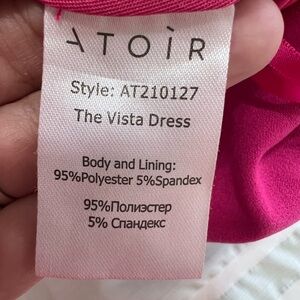 ATOÌR
Style: AT210127
The Vista Dress
Body and Lining:
95%Polyester 5%Spandex
95%Полиэстер
5% Спандекс